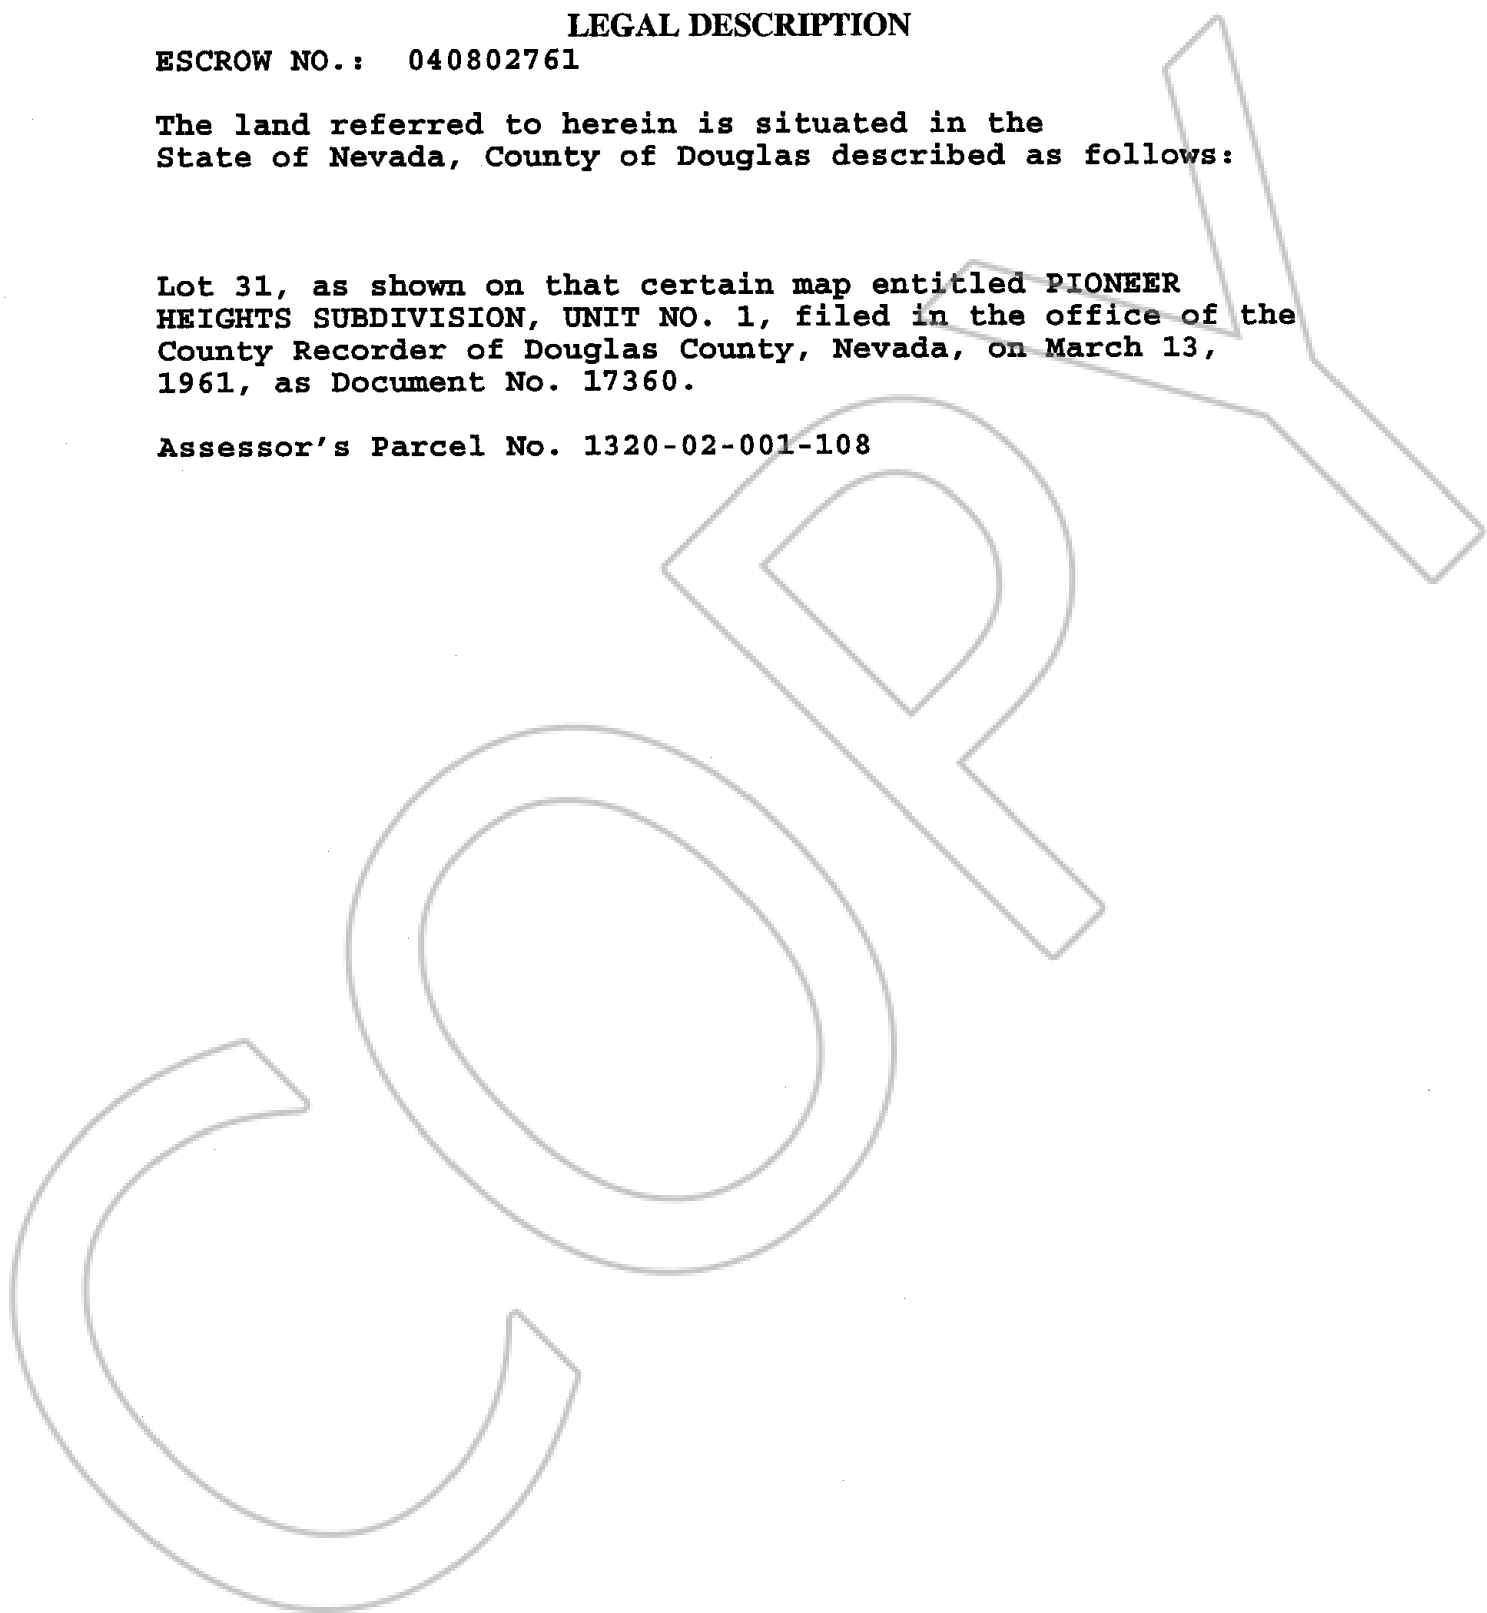 LEGAL DESCRIPTION
ESCROW NO.: 040802761
The land referred to herein is situated in the
State of Nevada, County of Douglas described as follows:
Lot 31, as shown on that certain map entitled PIONEER
HEIGHTS SUBDIVISION, UNIT NO. 1, filed in the office of the
County Recorder of Douglas County, Nevada, on March 13,
1961, as Document No. 17360.
Assessor's Parcel No. 1320-02-001-108
COPY